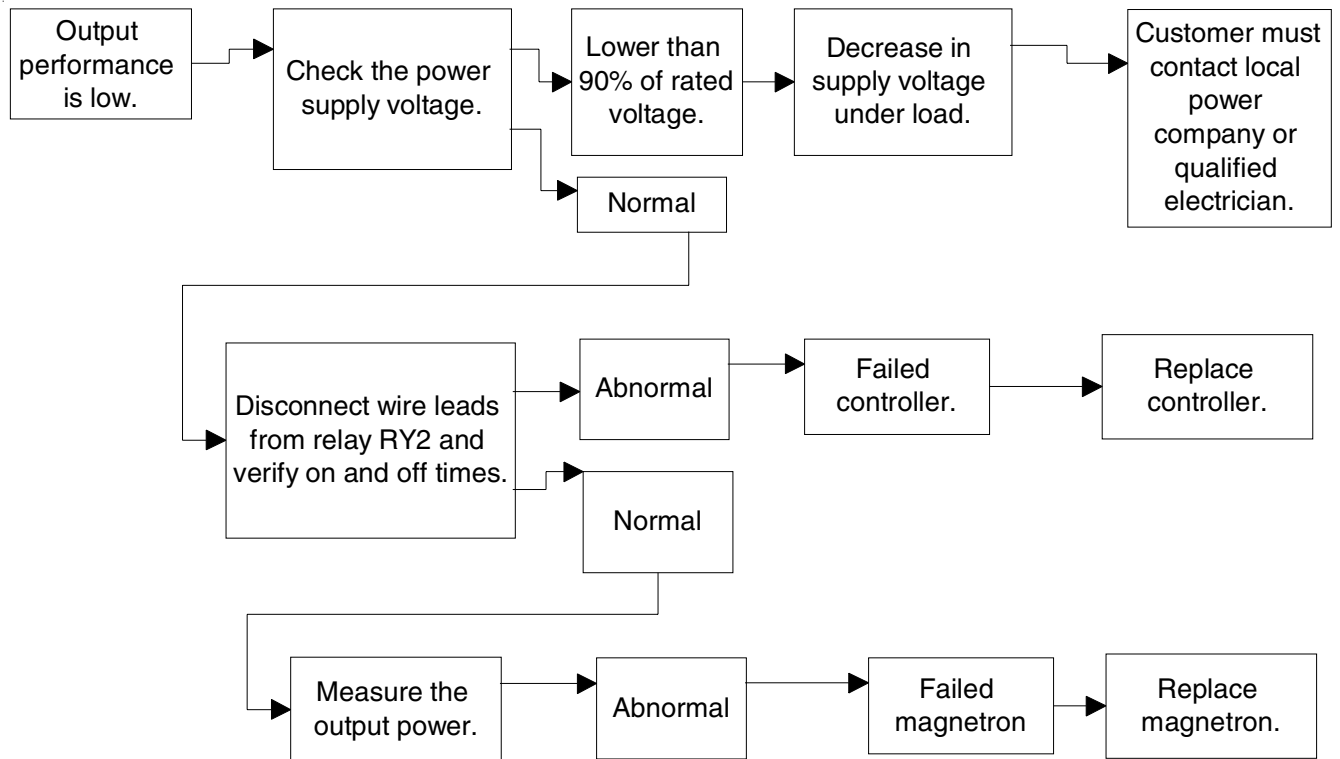 Output
performance
is low.
Check the power
supply voltage.
Lower than
90% of rated
voltage.
Decrease in
supply voltage
under load.
Customer must
contact local
power
company or
qualified
electrician.
Normal
Disconnect wire leads
from relay RY2 and
verify on and off times.
Abnormal
Failed
controller.
Replace
controller.
Normal
Measure the
output power.
Abnormal
Failed
magnetron
Replace
magnetron.